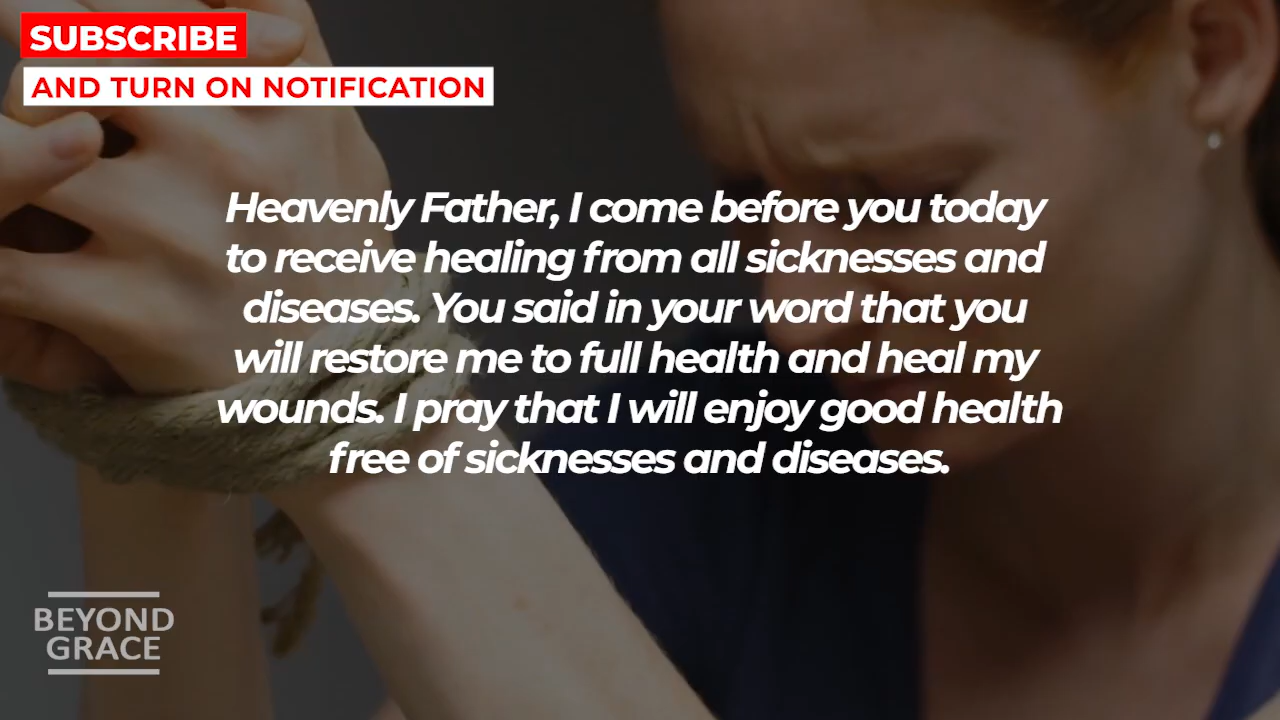 SUBSCRIBE
AND TURN ON NOTIFICATION
Heavenly Father, I come before you today
to receive healing from all sicknesses and
diseases. You said in your word that you
will restore me to full health and heal my
wounds. I pray that I will enjoy good health
free of sicknesses and diseases.
BEYOND
GRACE